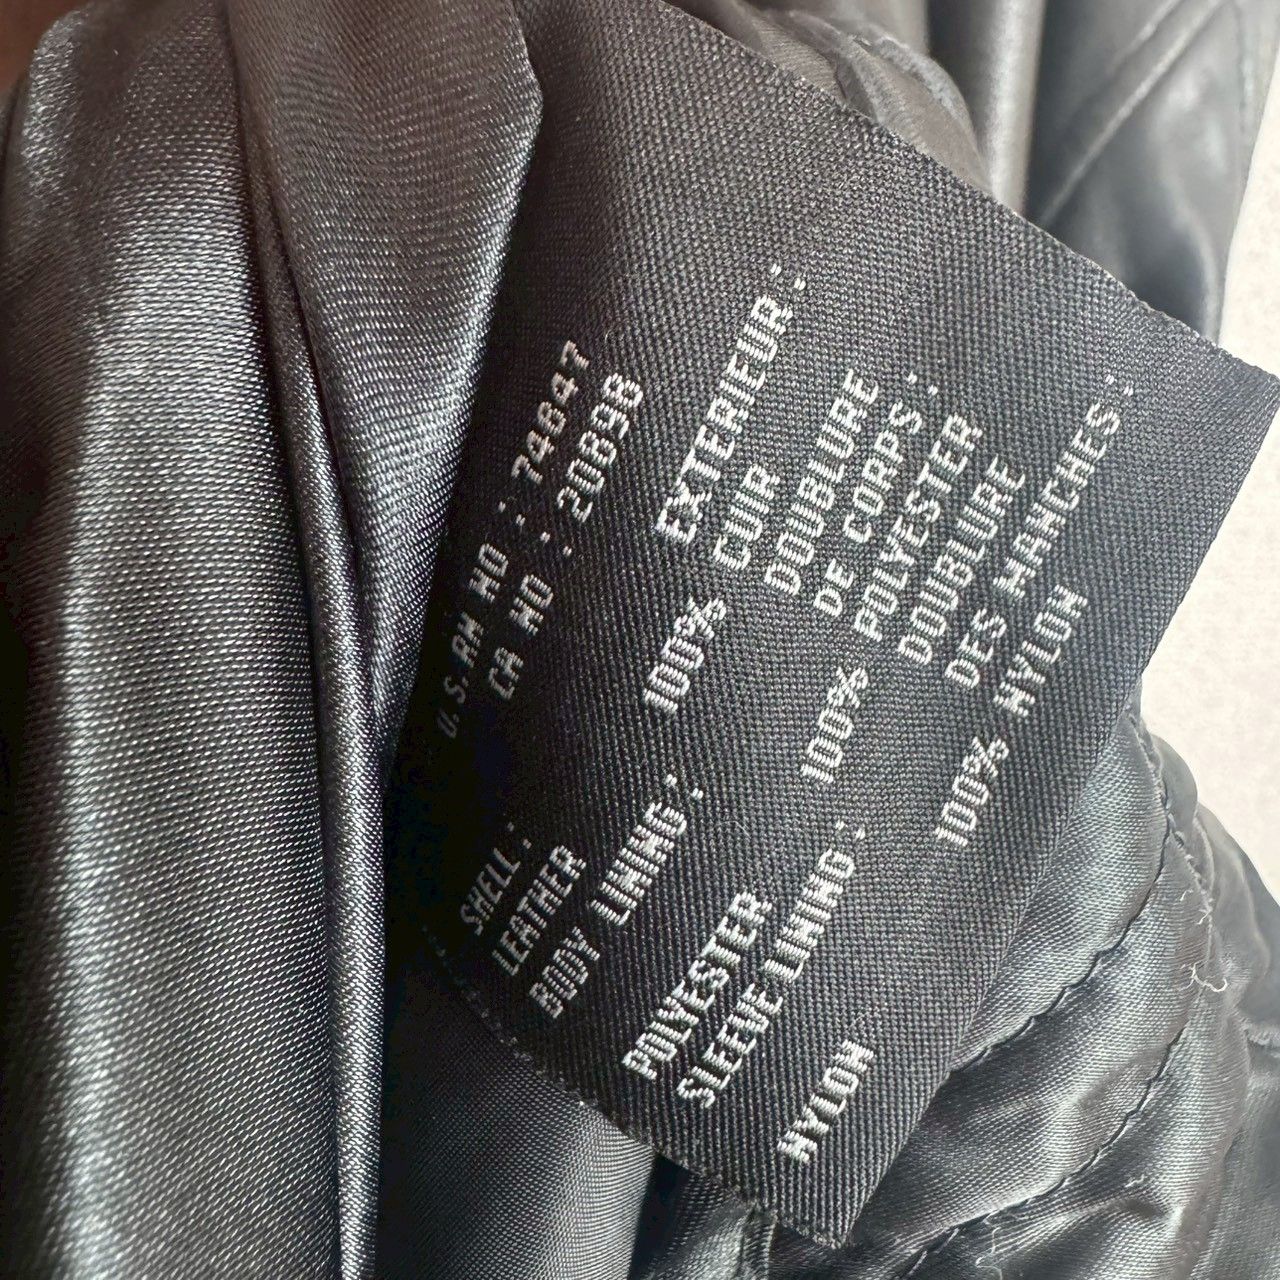 U.S. RN NO : 74647
CA NO : 20898
SHELL : 100% EXTERIEUR :
LEATHER CUIR
BODY LINING : DOUBLURE
DE CORPS :
POLYESTER 100% POLYESTER
SLEEVE LINING : DOUBLURE
DES MANCHES :
NYLON 100% NYLON